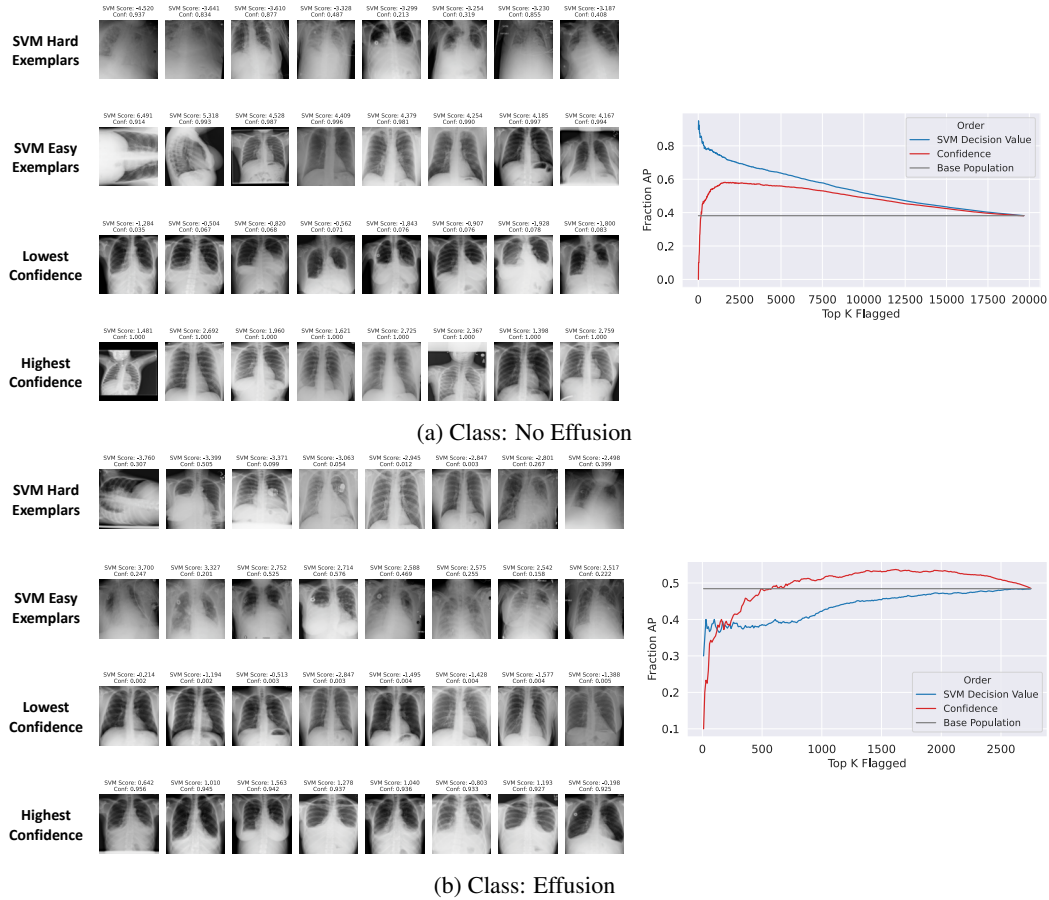 SVM Score: -4.520 SVM Score: -3.641 SVM Score: -3.610 SVM Score: -3.328 SVM Score: -3.299 SVM Score: -3.254 SVM Score: -3.230 SVM Score: -3.187
Conf: 0.937 Conf: 0.834 Conf: 0.877 Conf: 0.487 Conf: 0.213 Conf: 0.319 Conf: 0.855 Conf: 0.408
SVM Hard
Exemplars
SVM Score: 6.491 SVM Score: 5.318 SVM Score: 4.528 SVM Score: 4.409 SVM Score: 4.379 SVM Score: 4.254 SVM Score: 4.185 SVM Score: 4.167
Conf: 0.914 Conf: 0.993 Conf: 0.987 Conf: 0.996 Conf: 0.981 Conf: 0.990 Conf: 0.997 Conf: 0.994
SVM Easy
Exemplars
SVM Score: -1.284 SVM Score: -0.504 SVM Score: -0.820 SVM Score: -0.562 SVM Score: -1.843 SVM Score: -0.907 SVM Score: -1.928 SVM Score: -1.800
Conf: 0.035 Conf: 0.067 Conf: 0.068 Conf: 0.071 Conf: 0.076 Conf: 0.076 Conf: 0.078 Conf: 0.083
Lowest
Confidence
SVM Score: 1.481 SVM Score: 2.692 SVM Score: 1.960 SVM Score: 1.621 SVM Score: 2.725 SVM Score: 2.367 SVM Score: 1.398 SVM Score: 2.759
Conf: 1.000 Conf: 1.000 Conf: 1.000 Conf: 1.000 Conf: 1.000 Conf: 1.000 Conf: 1.000 Conf: 1.000
Highest
Confidence
Order
SVM Decision Value
Confidence
Base Population
Fraction AP
0.8
0.6
0.4
0.2
0.0
0 2500 5000 7500 10000 12500 15000 17500 20000
Top K Flagged
(a) Class: No Effusion
SVM Score: -3.760 SVM Score: -3.399 SVM Score: -3.371 SVM Score: -3.063 SVM Score: -2.945 SVM Score: -2.847 SVM Score: -2.801 SVM Score: -2.498
Conf: 0.307 Conf: 0.505 Conf: 0.099 Conf: 0.054 Conf: 0.012 Conf: 0.003 Conf: 0.267 Conf: 0.399
SVM Hard
Exemplars
SVM Score: 3.700 SVM Score: 3.327 SVM Score: 2.752 SVM Score: 2.714 SVM Score: 2.588 SVM Score: 2.575 SVM Score: 2.542 SVM Score: 2.517
Conf: 0.247 Conf: 0.201 Conf: 0.525 Conf: 0.576 Conf: 0.469 Conf: 0.255 Conf: 0.158 Conf: 0.222
SVM Easy
Exemplars
SVM Score: -0.214 SVM Score: -1.194 SVM Score: -0.513 SVM Score: -2.847 SVM Score: -1.495 SVM Score: -1.428 SVM Score: -1.577 SVM Score: -1.388
Conf: 0.002 Conf: 0.002 Conf: 0.003 Conf: 0.003 Conf: 0.004 Conf: 0.004 Conf: 0.004 Conf: 0.005
Lowest
Confidence
SVM Score: 0.642 SVM Score: 1.010 SVM Score: 1.563 SVM Score: 1.278 SVM Score: 1.040 SVM Score: -0.803 SVM Score: 1.193 SVM Score: -0.198
Conf: 0.956 Conf: 0.945 Conf: 0.942 Conf: 0.937 Conf: 0.936 Conf: 0.933 Conf: 0.927 Conf: 0.925
Highest
Confidence
Fraction AP
0.5
0.4
0.3
0.2
0.1
Order
SVM Decision Value
Confidence
Base Population
0 500 1000 1500 2000 2500
Top K Flagged
(b) Class: Effusion